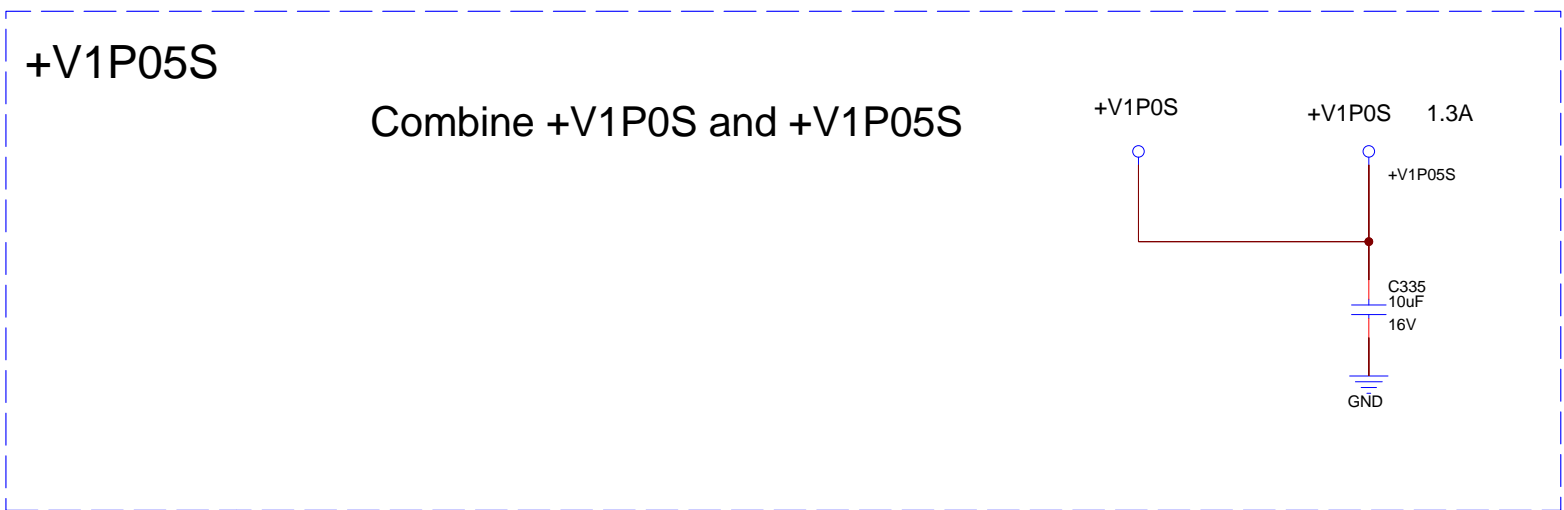 +V1P05S
Combine +V1P0S and +V1P05S
+V1P0S
+V1P0S 1.3A
+V1P05S
C335
10uF
16V
GND